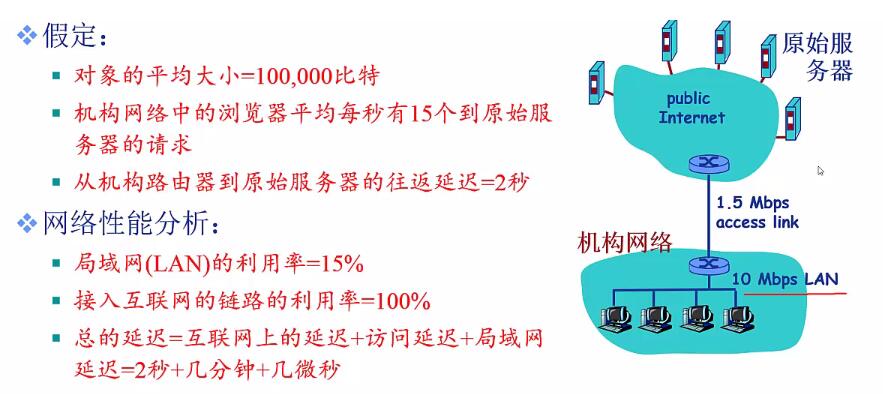 假定:
对象的平均大小=100,000比特
机构网络中的浏览器平均每秒有15个到原始服
务器的请求
从机构路由器到原始服务器的往返延迟=2秒
网络性能分析:
局域网(LAN)的利用率=15%
接入互联网的链路的利用率=100%
总的延迟=互联网上的延迟+访问延迟+局域网
延迟=2秒+几分钟+几微秒
原始服
务器
public
Internet
1.5 Mbps
access link
机构网络
10 Mbps LAN